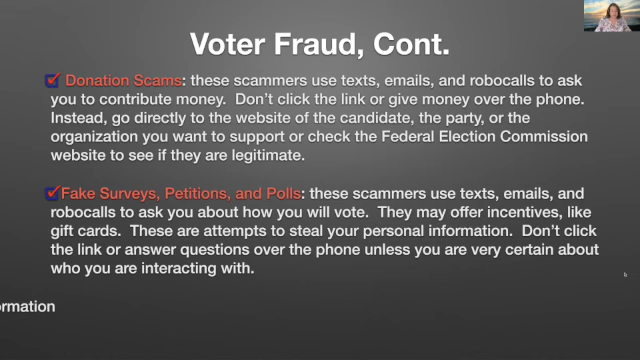 Voter Fraud, Cont.
Donation Scams: these scammers use texts, emails, and robocalls to ask
you to contribute money. Don't click the link or give money over the phone.
Instead, go directly to the website of the candidate, the party, or the
organization you want to support or check the Federal Election Commission
website to see if they are legitimate.
Fake Surveys, Petitions, and Polls: these scammers use texts, emails, and
robocalls to ask you about how you will vote. They may offer incentives, like
gift cards. These are attempts to steal your personal information. Don't click
the link or answer questions over the phone unless you are very certain about
who you are interacting with.
ormation